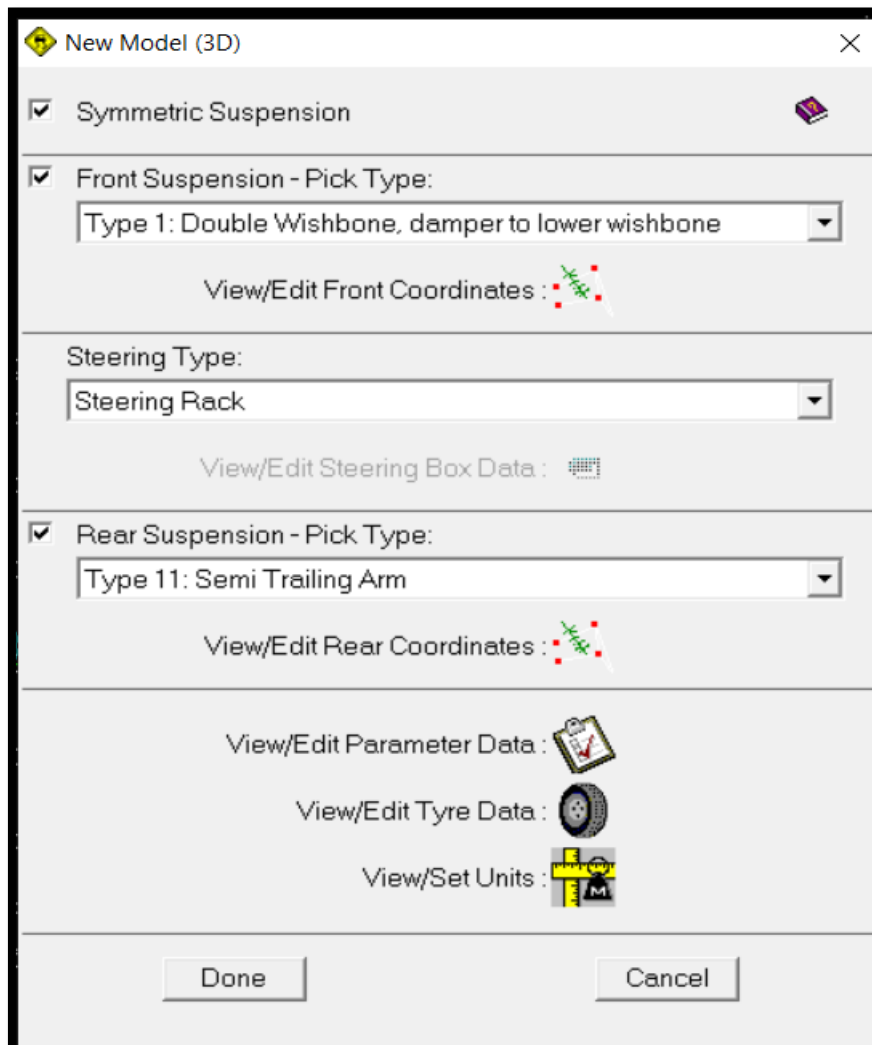 New Model (3D)
Symmetric Suspension
Front Suspension - Pick Type:
Type 1: Double Wishbone, damper to lower wishbone
View/Edit Front Coordinates :
Steering Type:
Steering Rack
View/Edit Steering Box Data :
Rear Suspension - Pick Type:
Type 11: Semi Trailing Arm
View/Edit Rear Coordinates :
View/Edit Parameter Data :
View/Edit Tyre Data :
View/Set Units :
M
Done Cancel